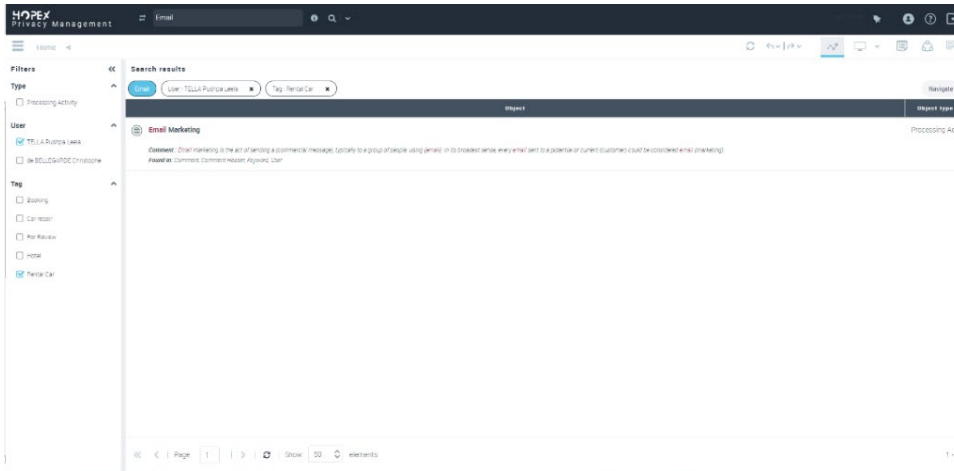 HOPEX
Privacy Management
Email
Home
Filters
Search results
Type
Email
User : TELLA Pushpa Leela
Tag : Rental Car
Navigate
Processing Activity
Object
Object type
User
Email Marketing
Processing Ac
TELLA Pushpa Leela
Comment : Email marketing is the act of sending a (commercial message), typically to a group of people, using (email). In its broadest sense, every email sent to a potential or current (customer) could be considered email (marketing).
Found in: Comment, Comment Header, Keyword, User
de BELLEGARDE Christophe
Tag
Booking
Car repair
For Review
Hotel
Rental Car
Page 1
Show 50 elements
1 -